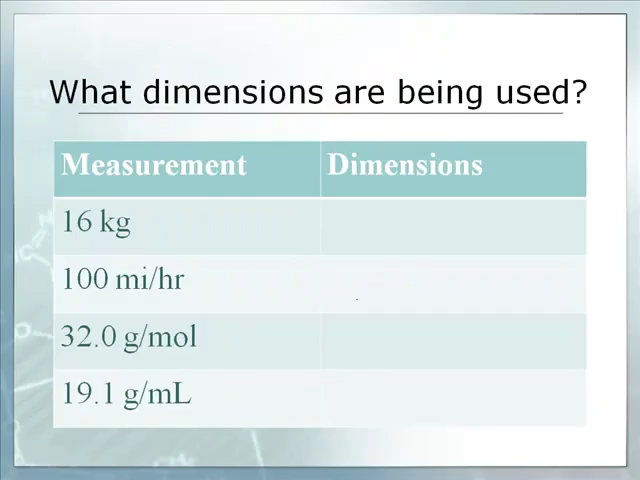 What dimensions are being used?
Measurement Dimensions
16 kg
100 mi/hr
32.0 g/mol
19.1 g/mL